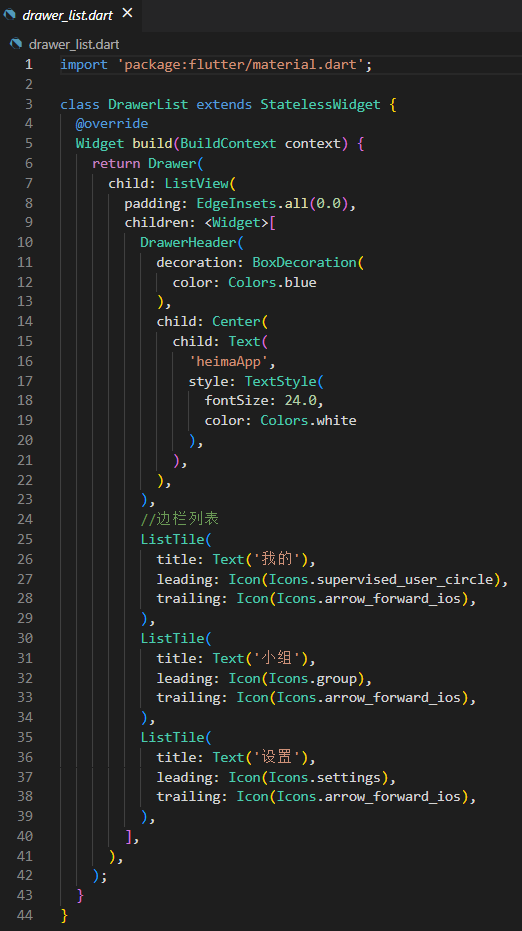 drawer_list.dart ×
drawer_list.dart
1 import 'package:flutter/material.dart';
2
3 class DrawerList extends StatelessWidget {
4   @override
5   Widget build(BuildContext context) {
6     return Drawer(
7       child: ListView(
8         padding: EdgeInsets.all(0.0),
9         children: <Widget>[
10           DrawerHeader(
11             decoration: BoxDecoration(
12               color: Colors.blue
13             ),
14             child: Center(
15               child: Text(
16                 'heimaApp',
17                 style: TextStyle(
18                   fontSize: 24.0,
19                   color: Colors.white
20                 ),
21               ),
22             ),
23           ),
24           //边栏列表
25           ListTile(
26             title: Text('我的'),
27             leading: Icon(Icons.supervised_user_circle),
28             trailing: Icon(Icons.arrow_forward_ios),
29           ),
30           ListTile(
31             title: Text('小组'),
32             leading: Icon(Icons.group),
33             trailing: Icon(Icons.arrow_forward_ios),
34           ),
35           ListTile(
36             title: Text('设置'),
37             leading: Icon(Icons.settings),
38             trailing: Icon(Icons.arrow_forward_ios),
39           ),
40         ],
41       ),
42     );
43   }
44 }